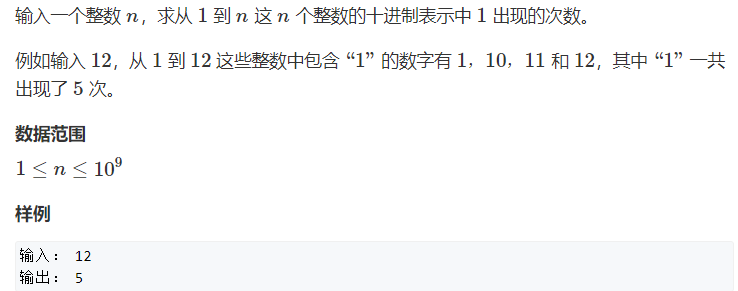 输入一个整数 n，求从 1 到 n 这 n 个整数的十进制表示中 1 出现的次数。
例如输入 12，从 1 到 12 这些整数中包含 “1” 的数字有 1，10，11 和 12，其中 “1” 一共
出现了 5 次。
数据范围
1 ≤ n ≤ 10⁹
样例
输入： 12
输出： 5